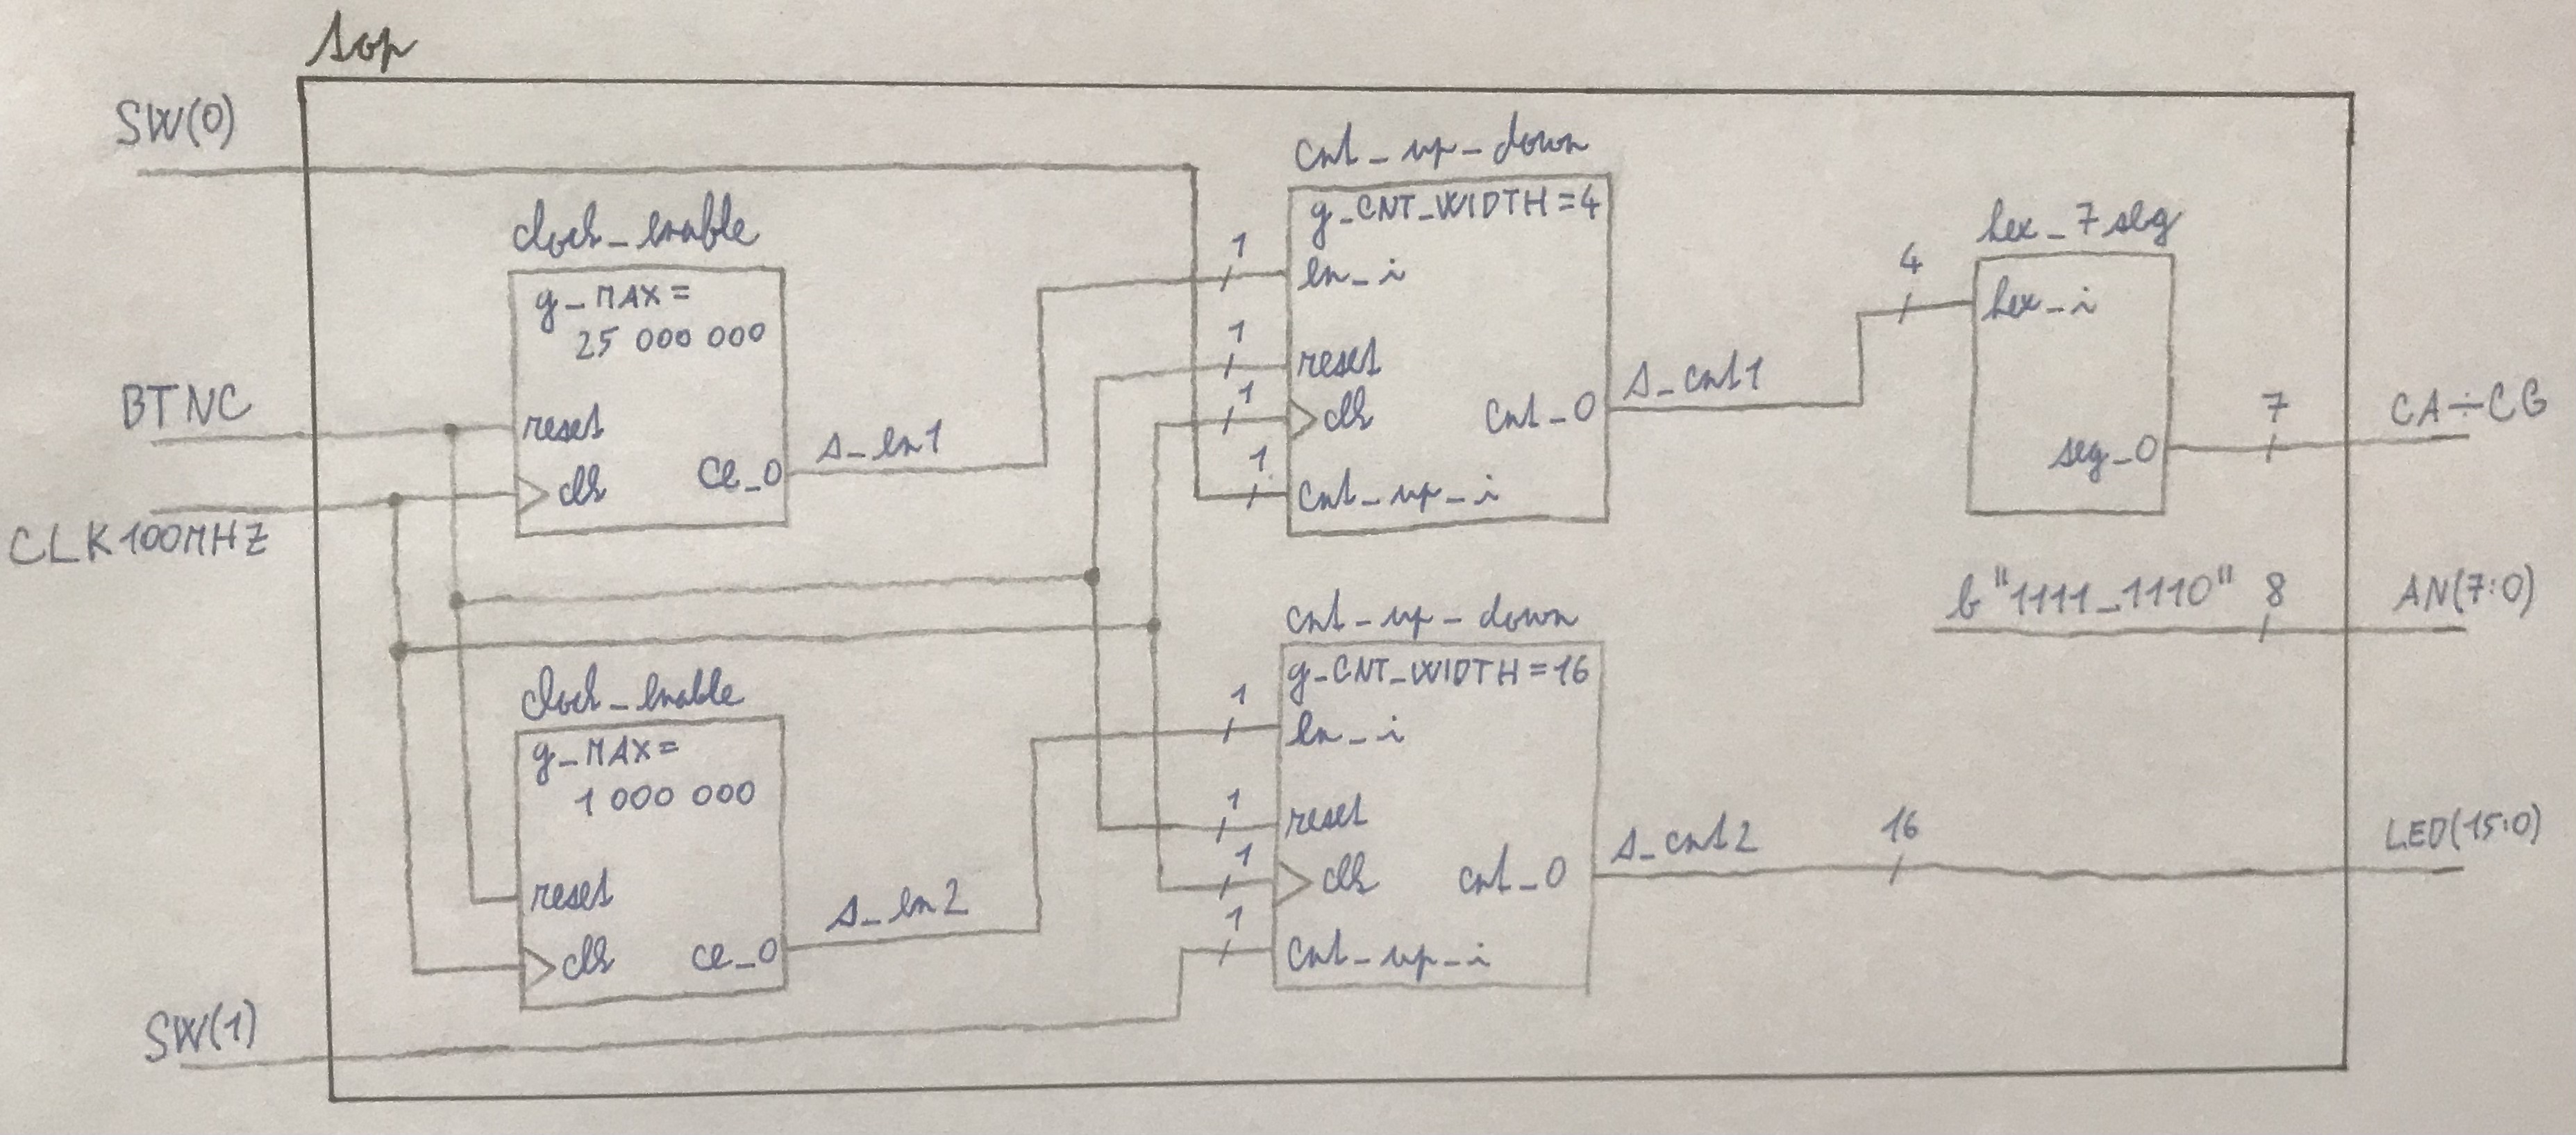 top
SW(0)
BTNC
CLK100MHZ
SW(1)
clock_enable
g_MAX=
25 000 000
reset
clk
ce_O
s_en1
clock_enable
g_MAX=
1 000 000
reset
clk
ce_O
s_en2
cnt_up_down
g_CNT_WIDTH=4
1
en_i
1
reset
1
clk
cnt_O
1
cnt_up_i
s_cnt1
cnt_up_down
g_CNT_WIDTH=16
1
en_i
1
reset
1
clk
cnt_O
1
cnt_up_i
s_cnt2
16
hex_7seg
4
hex_i
seg_O
7
CA÷CG
b"1111_1110"
8
AN(7:0)
LED(15:0)